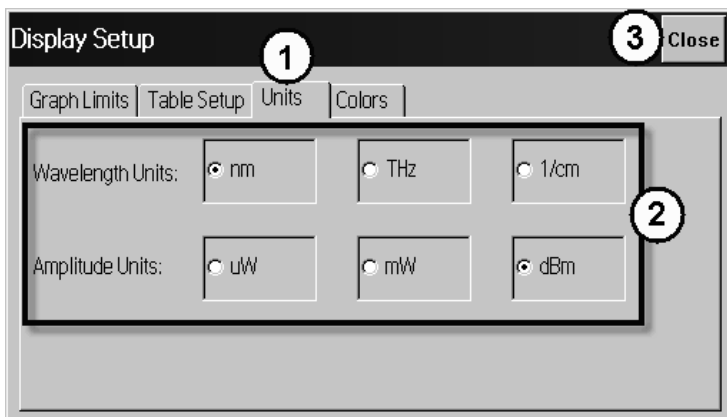 Display Setup 3 Close
1
Graph Limits Table Setup Units Colors
Wavelength Units: nm THz 1/cm
2
Amplitude Units: uW mW dBm